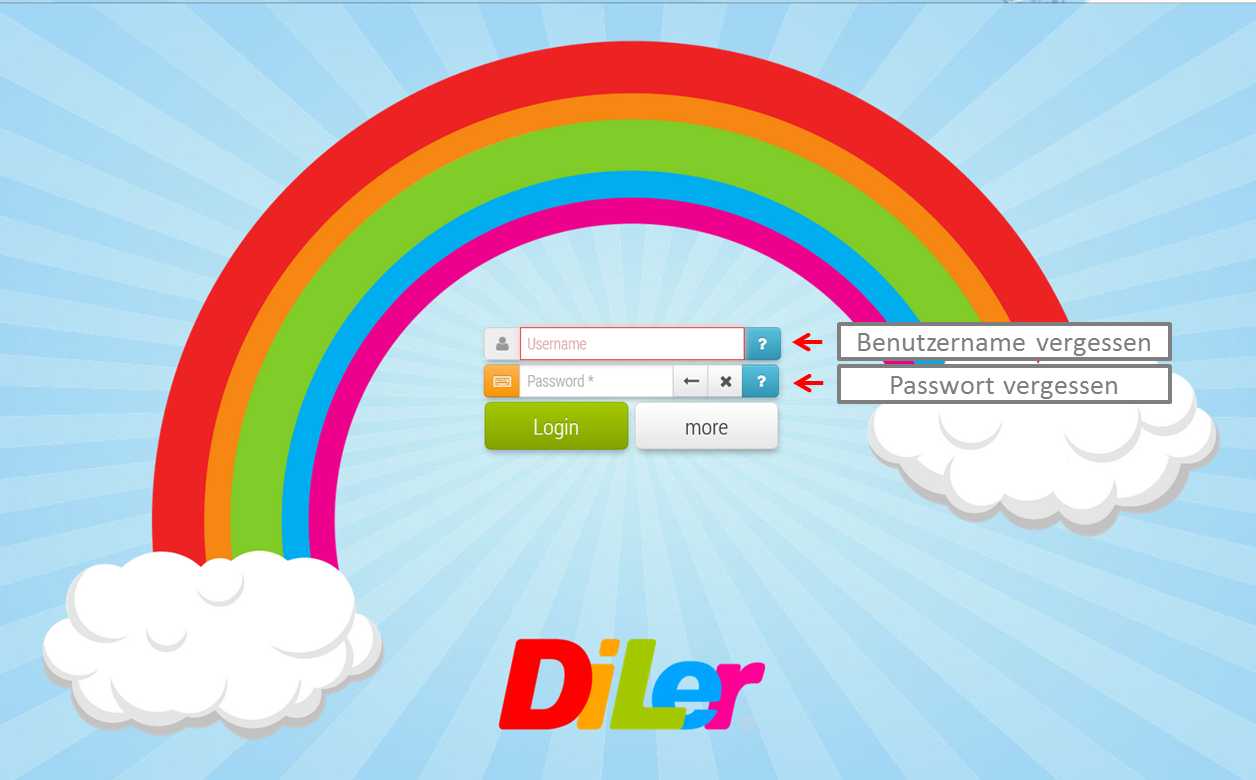 Username
?
Benutzername vergessen
Password *
?
Passwort vergessen
Login
more
DiLer